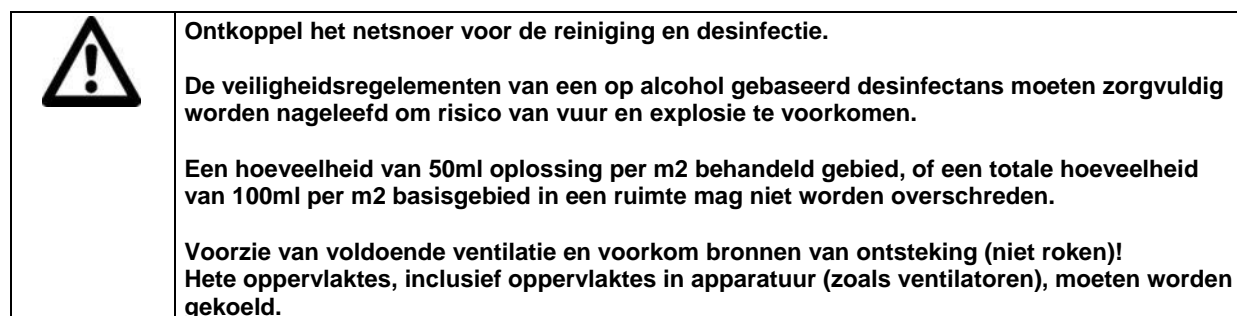 Ontkoppel het netsnoer voor de reiniging en desinfectie.
De veiligheidsregelementen van een op alcohol gebaseerd desinfectans moeten zorgvuldig
worden nageleefd om risico van vuur en explosie te voorkomen.
Een hoeveelheid van 50ml oplossing per m2 behandeld gebied, of een totale hoeveelheid
van 100ml per m2 basisgebied in een ruimte mag niet worden overschreden.
Voorzie van voldoende ventilatie en voorkom bronnen van ontsteking (niet roken)!
Hete oppervlaktes, inclusief oppervlaktes in apparatuur (zoals ventilatoren), moeten worden
gekoeld.